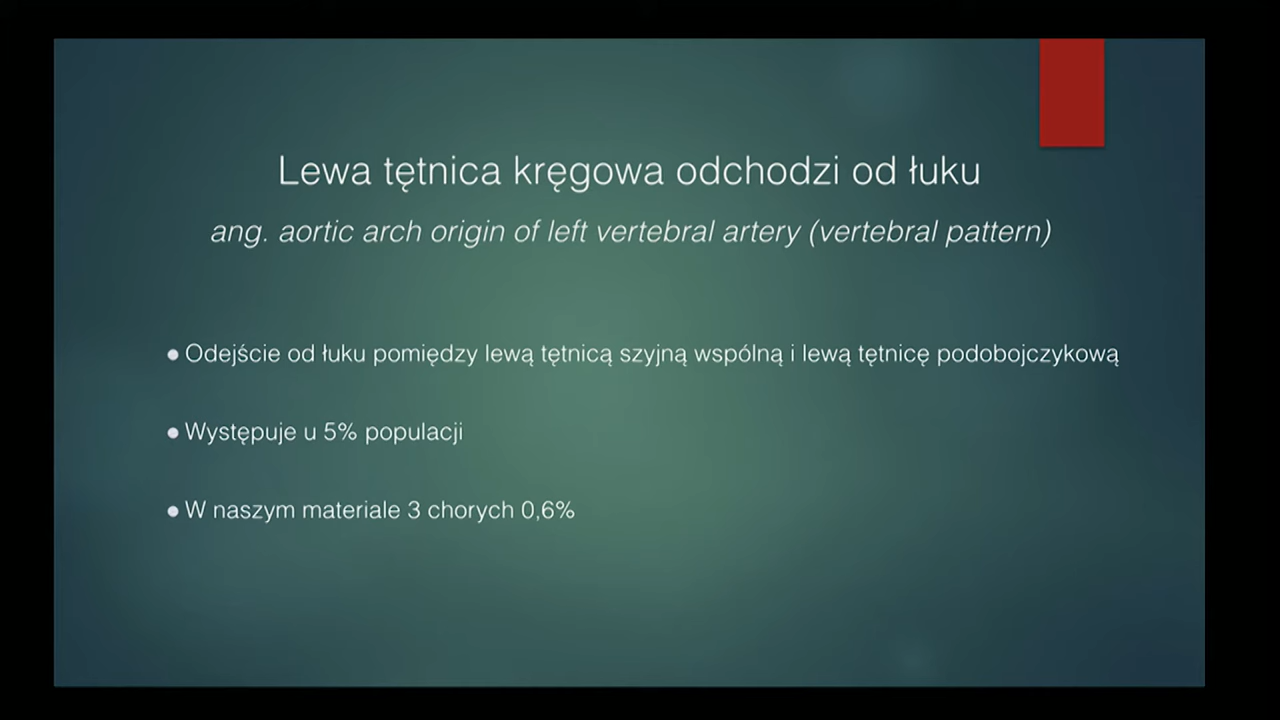 Lewa tętnica kręgowa odchodzi od łuku
ang. aortic arch origin of left vertebral artery (vertebral pattern)
● Odejście od łuku pomiędzy lewą tętnicą szyjną wspólną i lewą tętnicę podobojczykową
● Występuje u 5% populacji
● W naszym materiale 3 chorych 0,6%